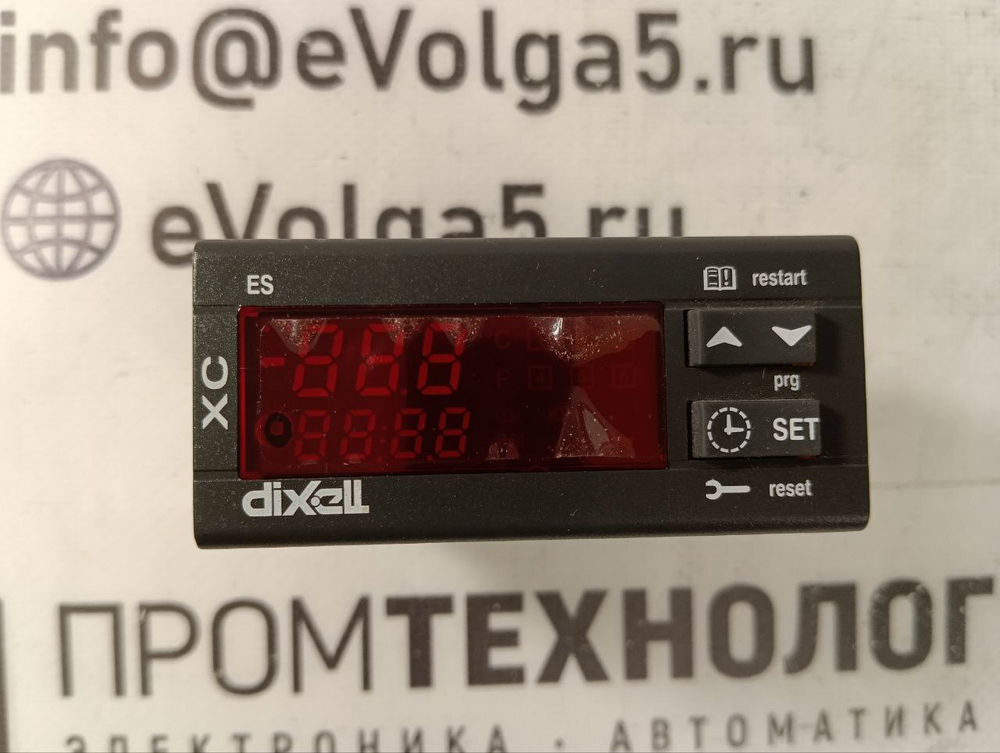 info@eVolga5.ru
eVolga5.ru
ES
restart
XC
prg
SET
dixell
reset
ПРОМТЕХНОЛОГ
ЭЛЕКТРОНИКА · АВТОМАТИКА